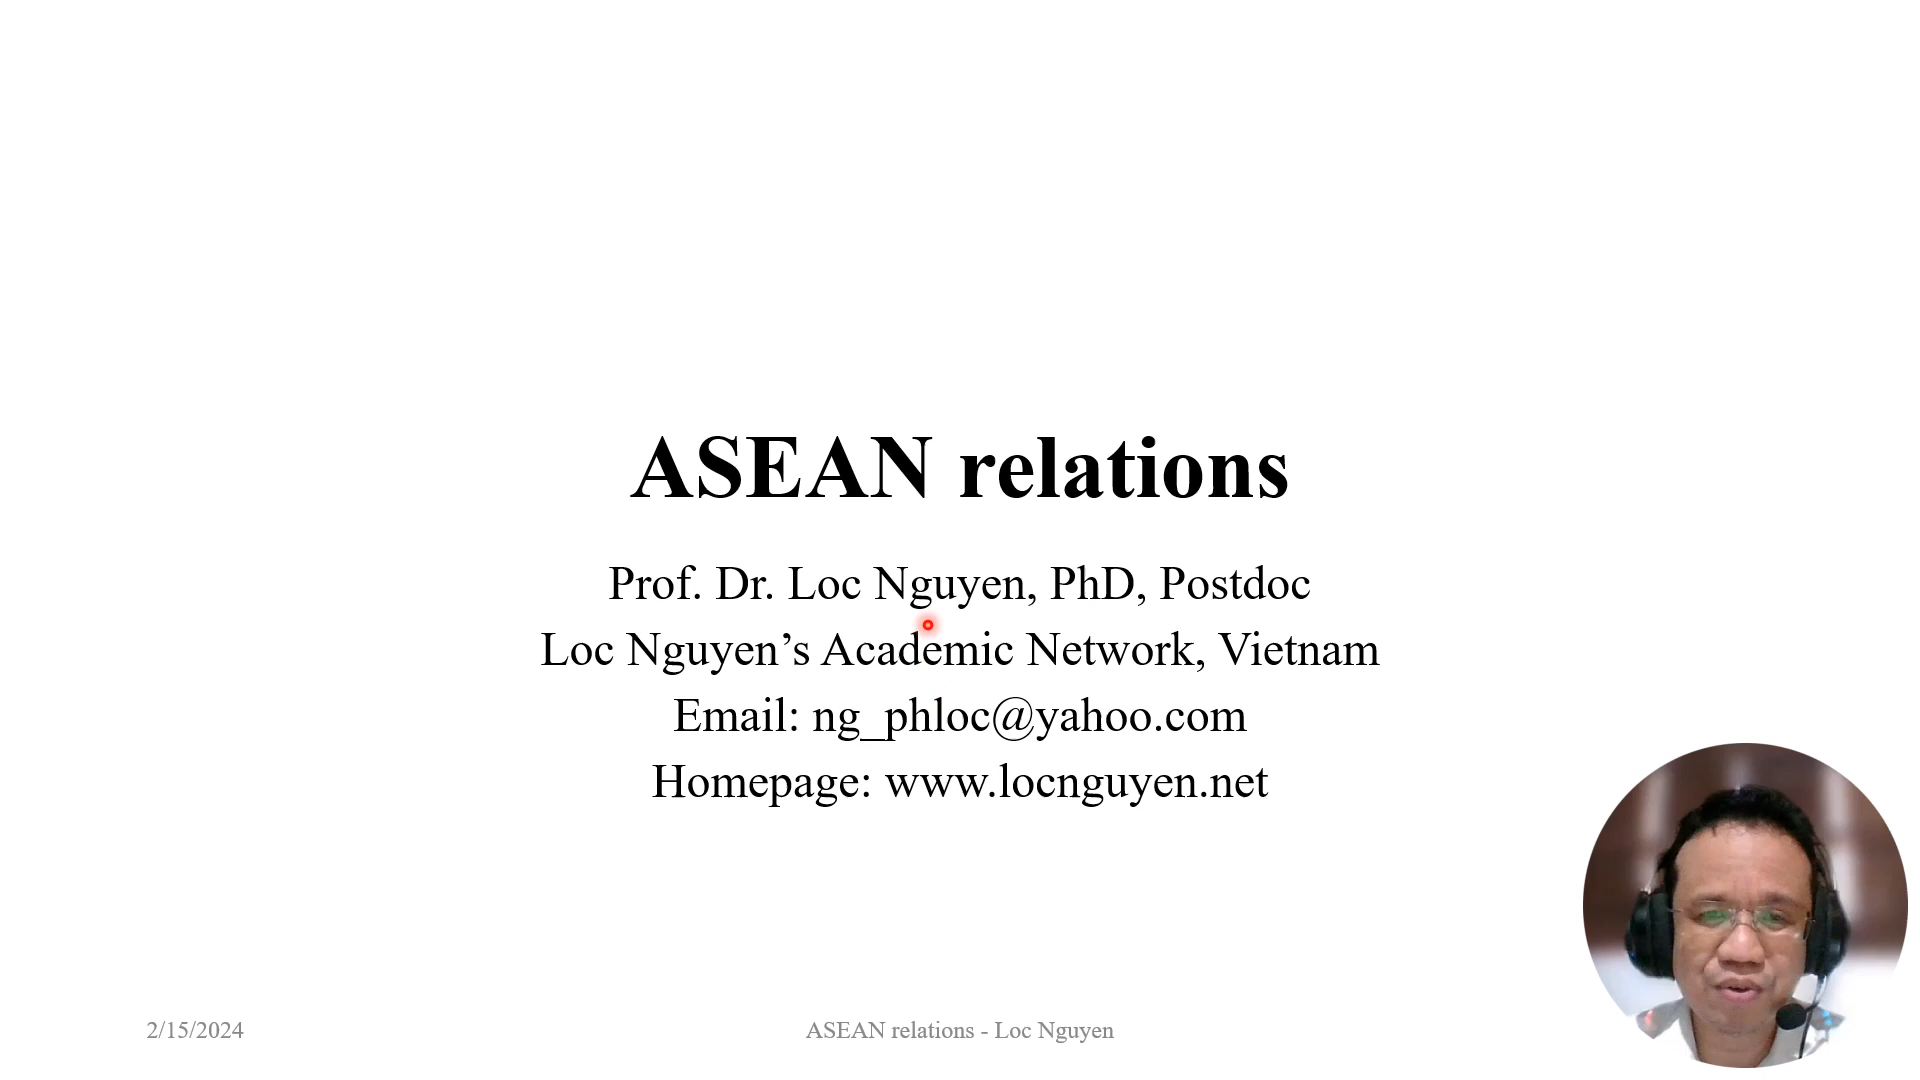 ASEAN relations
Prof. Dr. Loc Nguyen, PhD, Postdoc
Loc Nguyen’s Academic Network, Vietnam
Email: ng_phloc@yahoo.com
Homepage: www.locnguyen.net
2/15/2024
ASEAN relations - Loc Nguyen